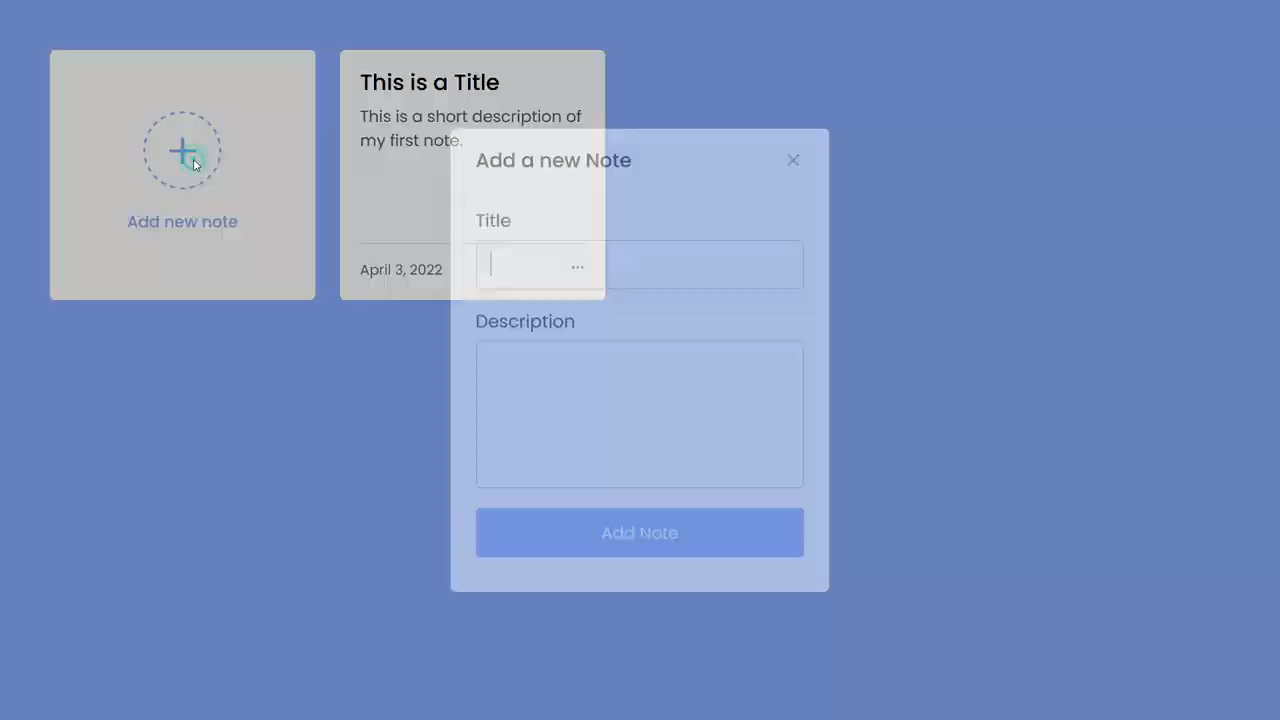 Add new note
This is a Title
This is a short description of
my first note.
April 3, 2022
Add a new Note
Title
Description
Add Note